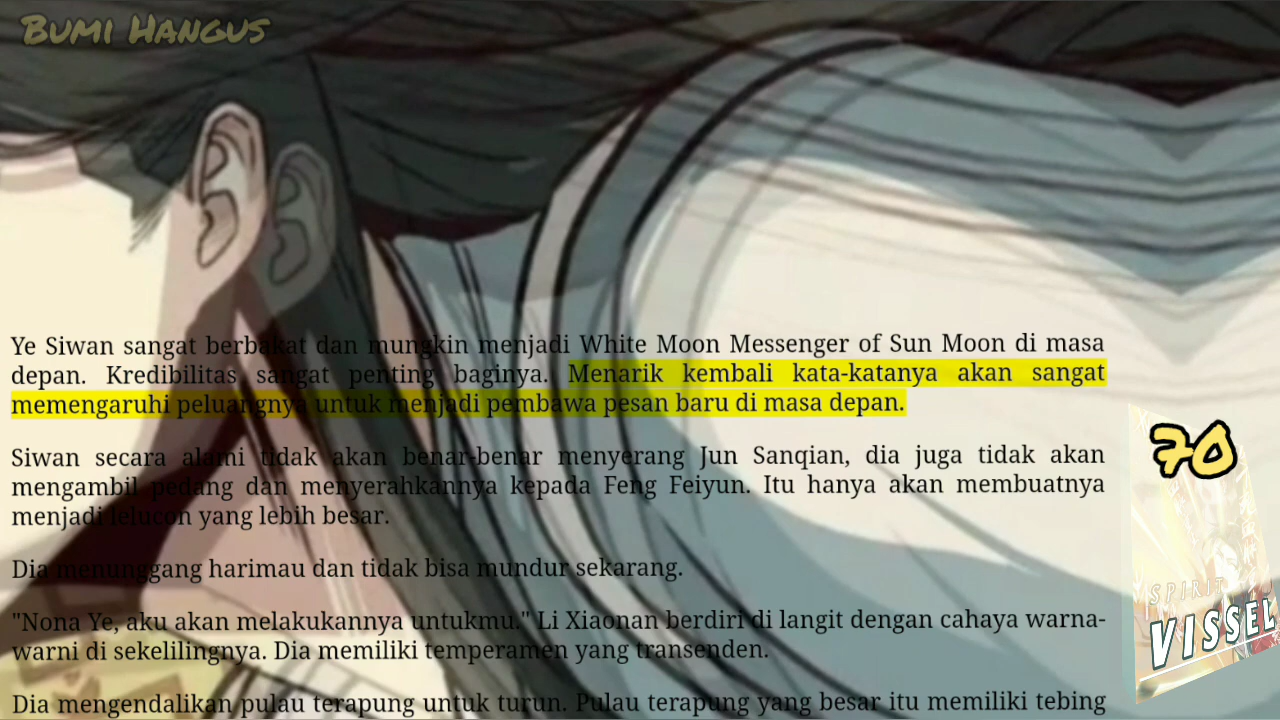 Bumi Hangus
Ye Siwan sangat berbakat dan mungkin menjadi White Moon Messenger of Sun Moon di masa
depan. Kredibilitas sangat penting baginya. Menarik kembali kata-katanya akan sangat
memengaruhi peluangnya untuk menjadi pembawa pesan baru di masa depan.
Siwan secara alami tidak akan benar-benar menyerang Jun Sanqian, dia juga tidak akan
mengambil pedang dan menyerahkannya kepada Feng Feiyun. Itu hanya akan membuatnya
menjadi lelucon yang lebih besar.
Dia menunggang harimau dan tidak bisa mundur sekarang.
"Nona Ye, aku akan melakukannya untukmu." Li Xiaonan berdiri di langit dengan cahaya warna-
warni di sekelilingnya. Dia memiliki temperamen yang transenden.
Dia mengendalikan pulau terapung untuk turun. Pulau terapung yang besar itu memiliki tebing
70
SPIRIT
VISSEL